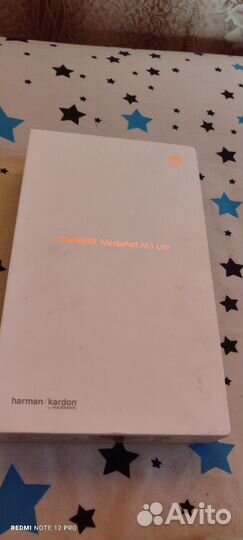 HUAWEI MediaPad M3 Lite
harman/kardon
by HARMAN
REDMI NOTE 12 PRO
Avito